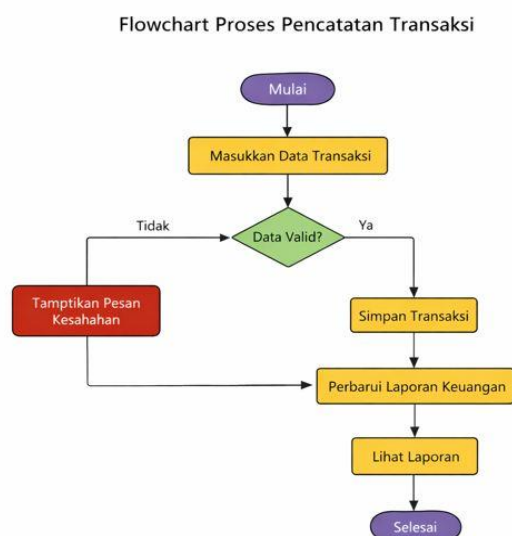 Flowchart Proses Pencatatan Transaksi
Mulai
Masukkan Data Transaksi
Data Valid?
Tidak
Ya
Tamptikan Pesan
Kesahahan
Simpan Transaksi
Perbarui Laporan Keuangan
Lihat Laporan
Selesai